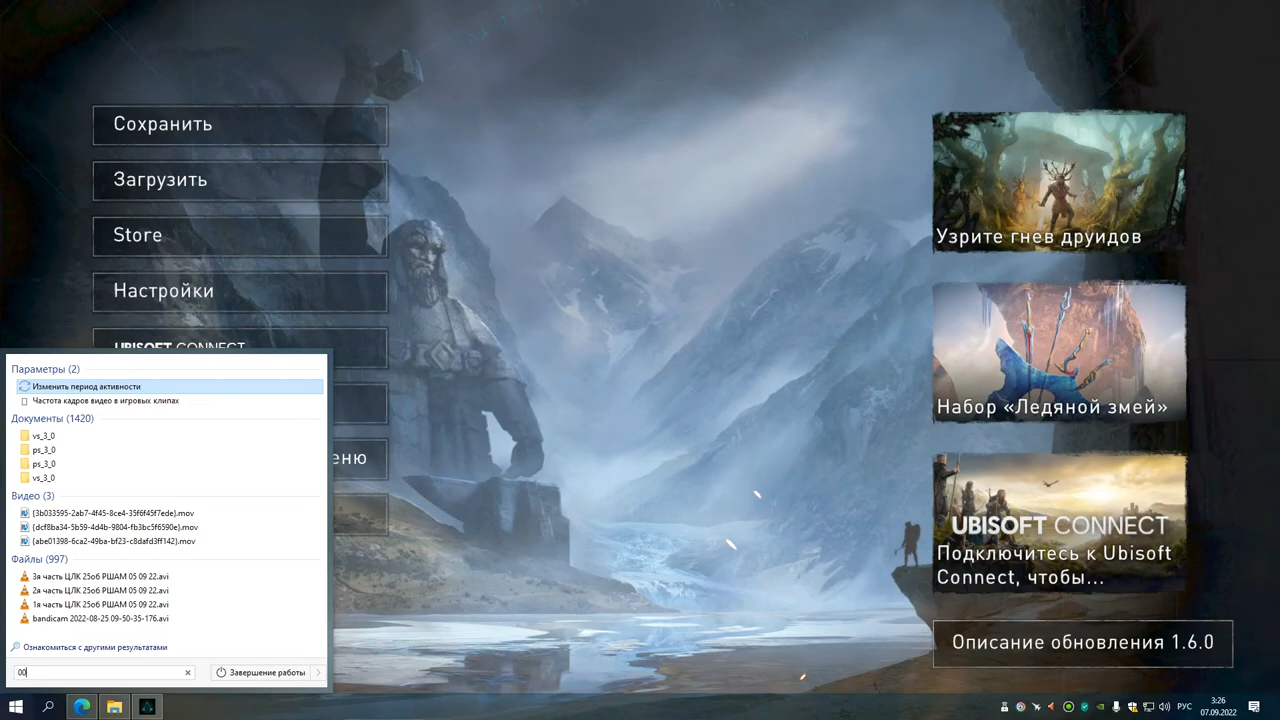 Сохранить
Загрузить
Store
Настройки
UBISOFT CONNECT
еню
Параметры (2)
Изменить период активности
Частота кадров видео в игровых клипах
Документы (1420)
vs_3_0
ps_3_0
ps_3_0
vs_3_0
Видео (3)
{3b033595-2ab7-4f45-8ce4-35f6f45f7ede}.mov
{dcf8ba34-5b59-4d4b-9804-fb3bc5f6590e}.mov
{abe01398-6ca2-49ba-bf23-c8dafd3ff142}.mov
Файлы (997)
3я часть ЦЛК 25об РШАМ 05 09 22.avi
2я часть ЦЛК 25об РШАМ 05 09 22.avi
1я часть ЦЛК 25об РШАМ 05 09 22.avi
bandicam 2022-08-25 09-50-35-176.avi
Ознакомиться с другими результатами
00
Завершение работы
Узрите гнев друидов
Набор «Ледяной змей»
UBISOFT CONNECT
Подключитесь к Ubisoft
Connect, чтобы...
Описание обновления 1.6.0
РУС
3:26
07.09.2022